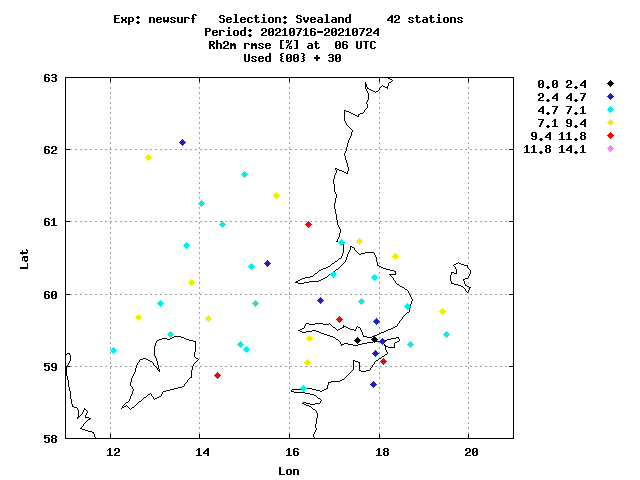 Exp: newsurf Selection: Svealand 42 stations
Period: 20210716-20210724
Rh2m rmse [%] at 06 UTC
Used {00} + 30
63
62
61
60
59
58
Lat
12 14 16 18 20
Lon
0.0 2.4
2.4 4.7
4.7 7.1
7.1 9.4
9.4 11.8
11.8 14.1